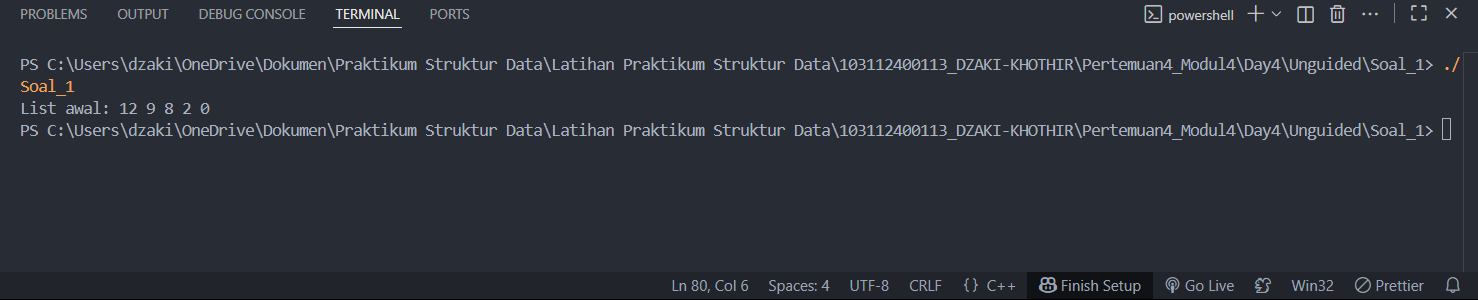 PROBLEMS OUTPUT DEBUG CONSOLE TERMINAL PORTS powershell
PS C:\Users\dzaki\OneDrive\Dokumen\Praktikum Struktur Data\Latihan Praktikum Struktur Data\103112400113_DZAKI-KHOTHIR\Pertemuan4_Modul4\Day4\Unguided\Soal_1> ./
Soal_1
List awal: 12 9 8 2 0
PS C:\Users\dzaki\OneDrive\Dokumen\Praktikum Struktur Data\Latihan Praktikum Struktur Data\103112400113_DZAKI-KHOTHIR\Pertemuan4_Modul4\Day4\Unguided\Soal_1>
Ln 80, Col 6 Spaces: 4 UTF-8 CRLF {} C++ Finish Setup Go Live Win32 Prettier